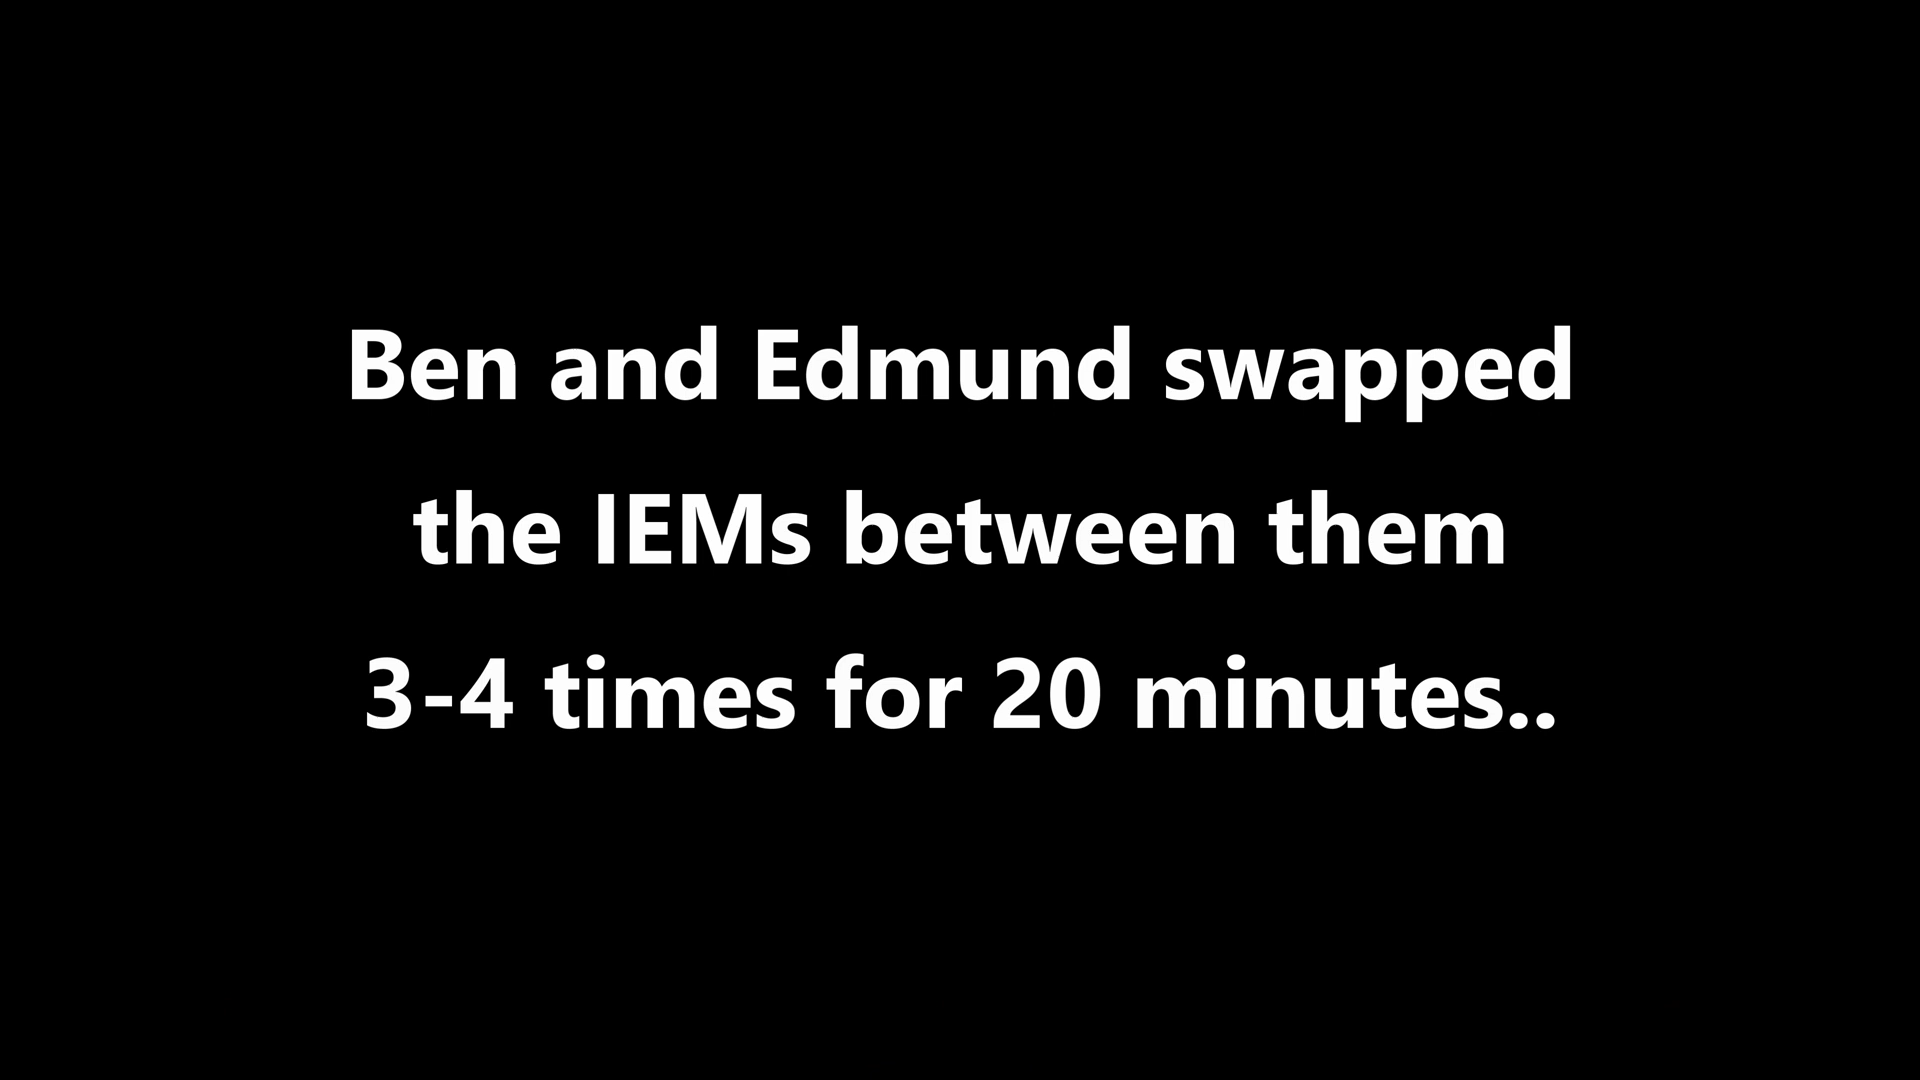 Ben and Edmund swapped
the IEMs between them
3-4 times for 20 minutes..